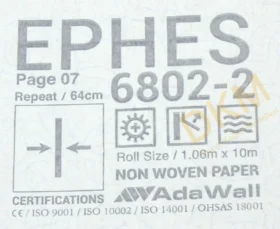 EPHES
Page 07
Repeat / 64cm
6802-2
Roll Size / 1.06m x 10m
NON WOVEN PAPER
AdaWall
CERTIFICATIONS
CE / ISO 9001 / ISO 10002 / ISO 14001 / OHSAS 18001